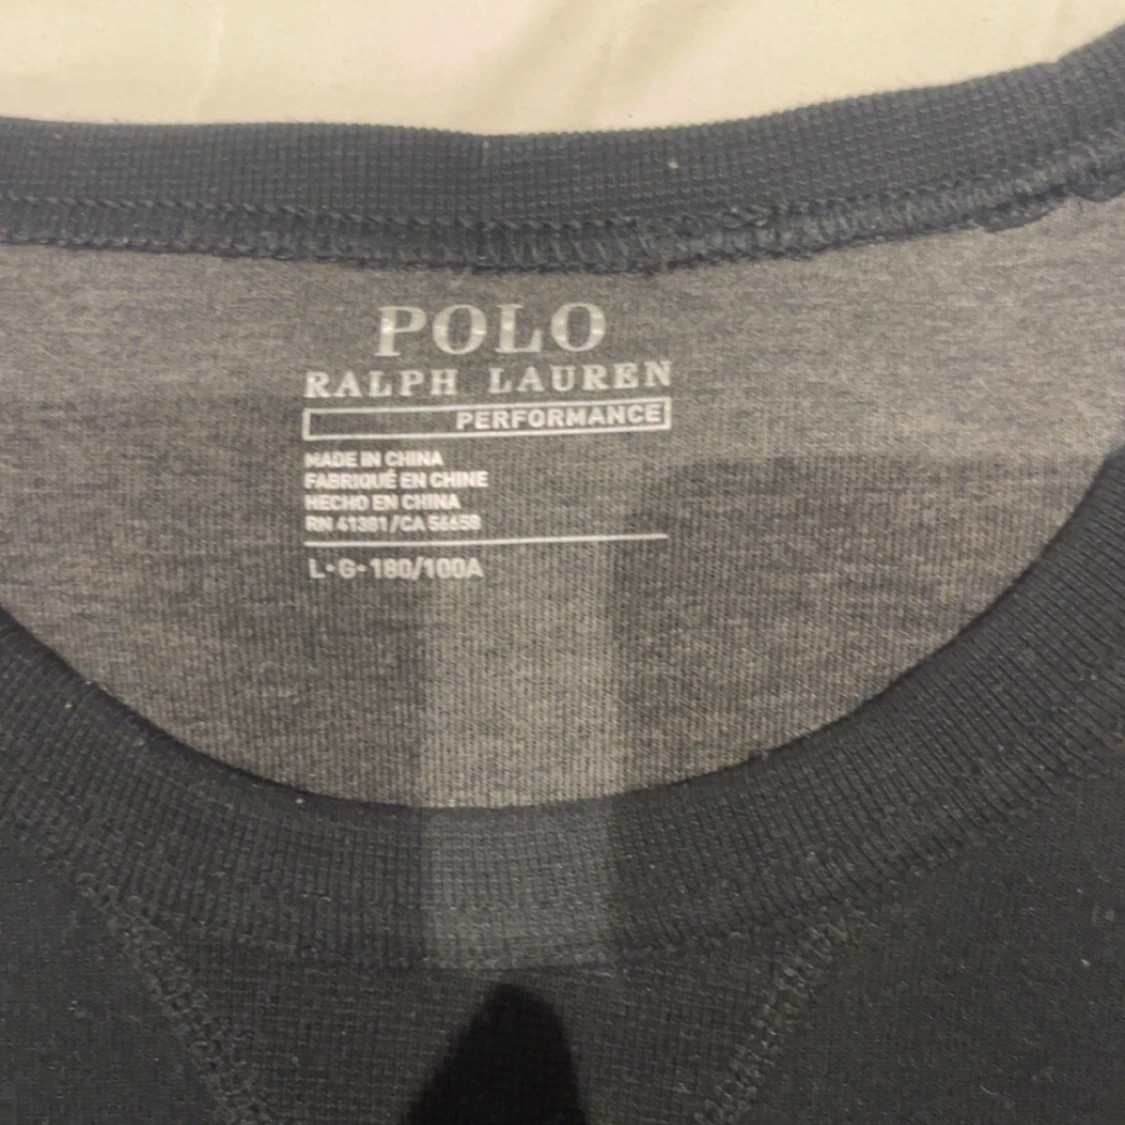 POLO
RALPH LAUREN
PERFORMANCE
MADE IN CHINA
FABRIQUÉ EN CHINE
HECHO EN CHINA
RN 41381/CA 56658
L•G•180/100A